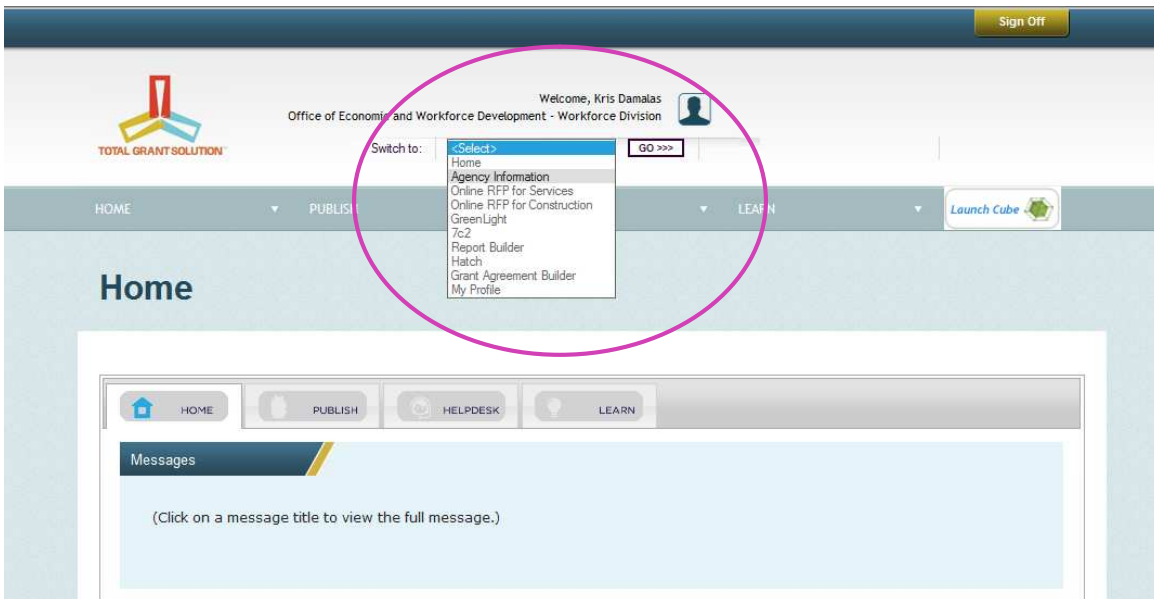 Sign Off
Welcome, Kris Damalas
Office of Economic and Workforce Development - Workforce Division
TOTAL GRANT SOLUTION
Switch to:
<Select>
GO >>>
Home
Agency Information
Online RFP for Services
Online RFP for Construction
GreenLight
7c2
Report Builder
Hatch
Grant Agreement Builder
My Profile
HOME
PUBLISH
LEARN
Launch Cube
Home
HOME
PUBLISH
HELPDESK
LEARN
Messages
(Click on a message title to view the full message.)